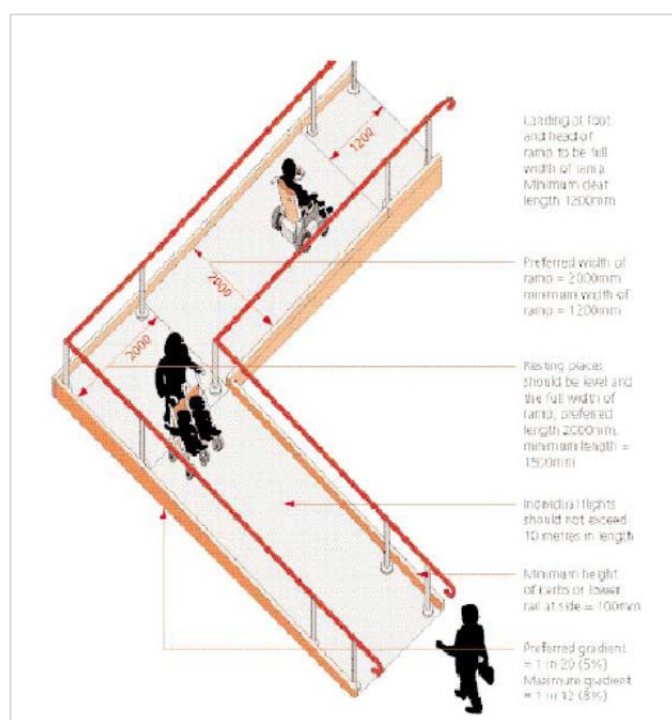 1200
Landing at foot
and head of
ramp to be full
width of ramp
Minimum clear
length 1200mm
2000
Preferred width of
ramp = 2000mm
minimum width of
ramp = 1200mm
2000
Resting places
should be level and
the full width of
ramp, preferred
length 2000mm,
minimum length =
1500mm
Individual flights
should not exceed
10 metres in length
Minimum height
of kerbs or lower
rail at side = 100mm
Preferred gradient
= 1 in 20 (5%)
Maximum gradient
= 1 in 12 (8%)